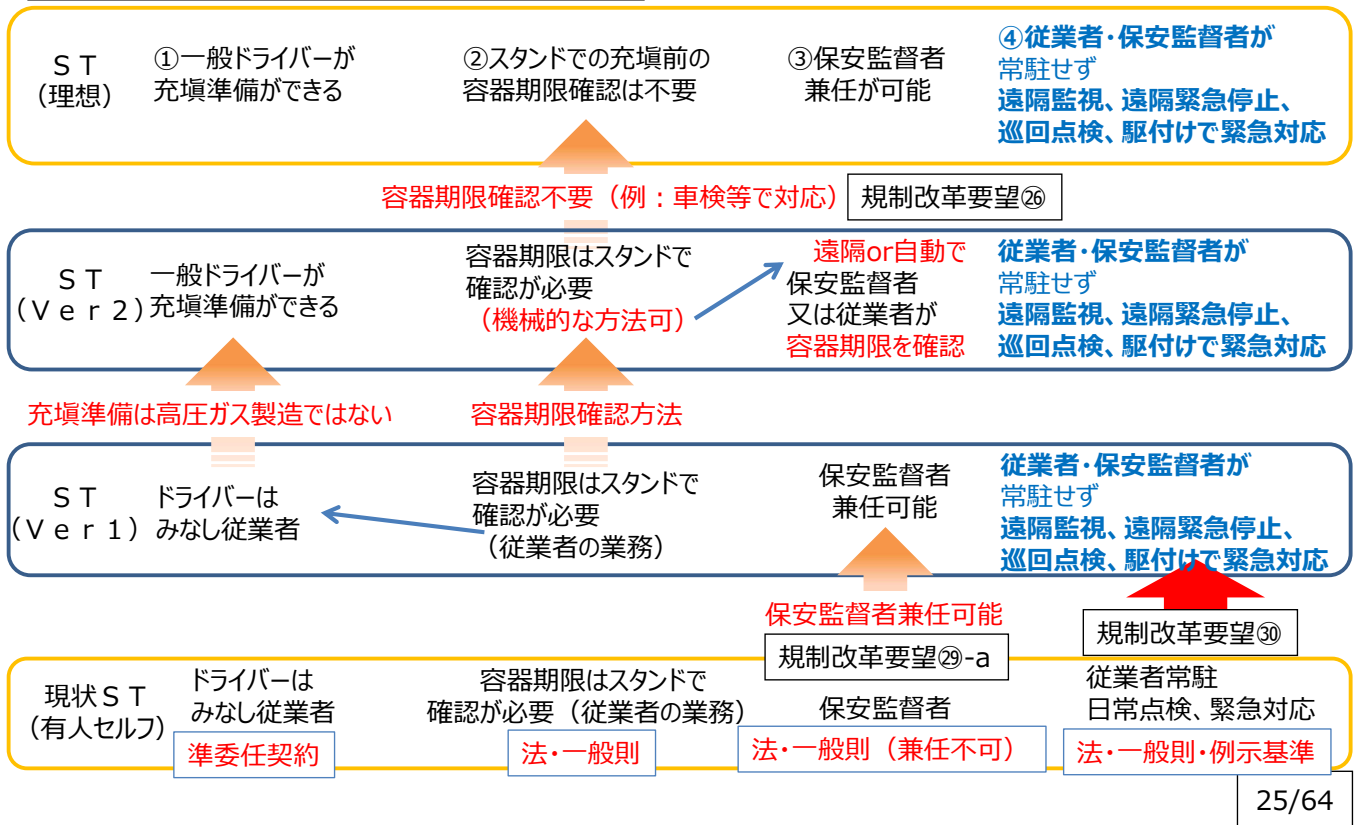 ＳＴ
（理想）
①一般ドライバーが
充塡準備ができる
②スタンドでの充塡前の
容器期限確認は不要
③保安監督者
兼任が可能
④従業者・保安監督者が
常駐せず
遠隔監視、遠隔緊急停止、
巡回点検、駆付けで緊急対応
容器期限確認不要（例：車検等で対応）
規制改革要望㉖
ＳＴ
（Ｖｅｒ２）
一般ドライバーが
充塡準備ができる
容器期限はスタンドで
確認が必要
（機械的な方法可）
遠隔or自動で
保安監督者
又は従業者が
容器期限を確認
従業者・保安監督者が
常駐せず
遠隔監視、遠隔緊急停止、
巡回点検、駆付けで緊急対応
充塡準備は高圧ガス製造ではない
容器期限確認方法
ＳＴ
（Ｖｅｒ１）
ドライバーは
みなし従業者
容器期限はスタンドで
確認が必要
（従業者の業務）
保安監督者
兼任可能
従業者・保安監督者が
常駐せず
遠隔監視、遠隔緊急停止、
巡回点検、駆付けで緊急対応
保安監督者兼任可能
規制改革要望㉙-a
規制改革要望㉚
現状ＳＴ
（有人セルフ）
ドライバーは
みなし従業者
準委任契約
容器期限はスタンドで
確認が必要（従業者の業務）
法・一般則
保安監督者
法・一般則（兼任不可）
従業者常駐
日常点検、緊急対応
法・一般則・例示基準
25/64